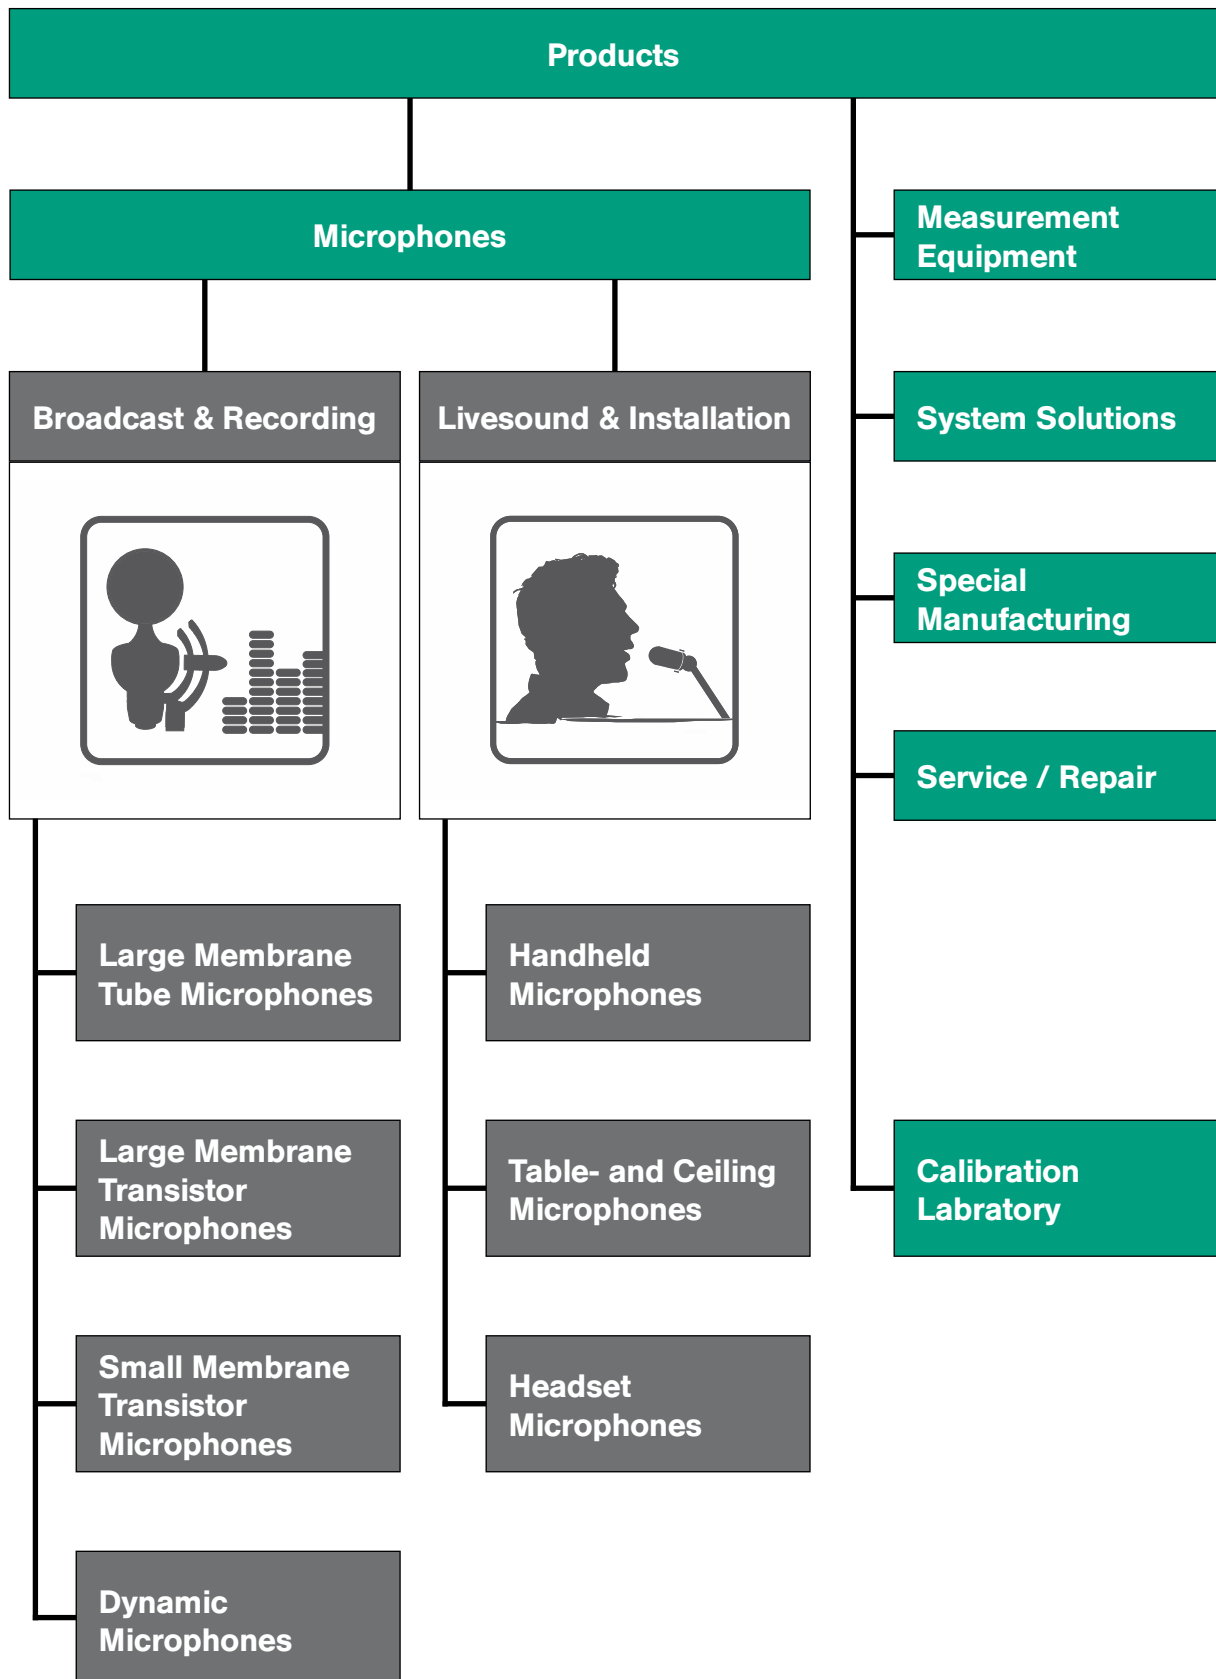 Products
Microphones
Measurement
Equipment
Broadcast & Recording
Livesound & Installation
System Solutions
Special
Manufacturing
Service / Repair
Large Membrane
Tube Microphones
Handheld
Microphones
Large Membrane
Transistor
Microphones
Table- and Ceiling
Microphones
Calibration
Labratory
Small Membrane
Transistor
Microphones
Headset
Microphones
Dynamic
Microphones